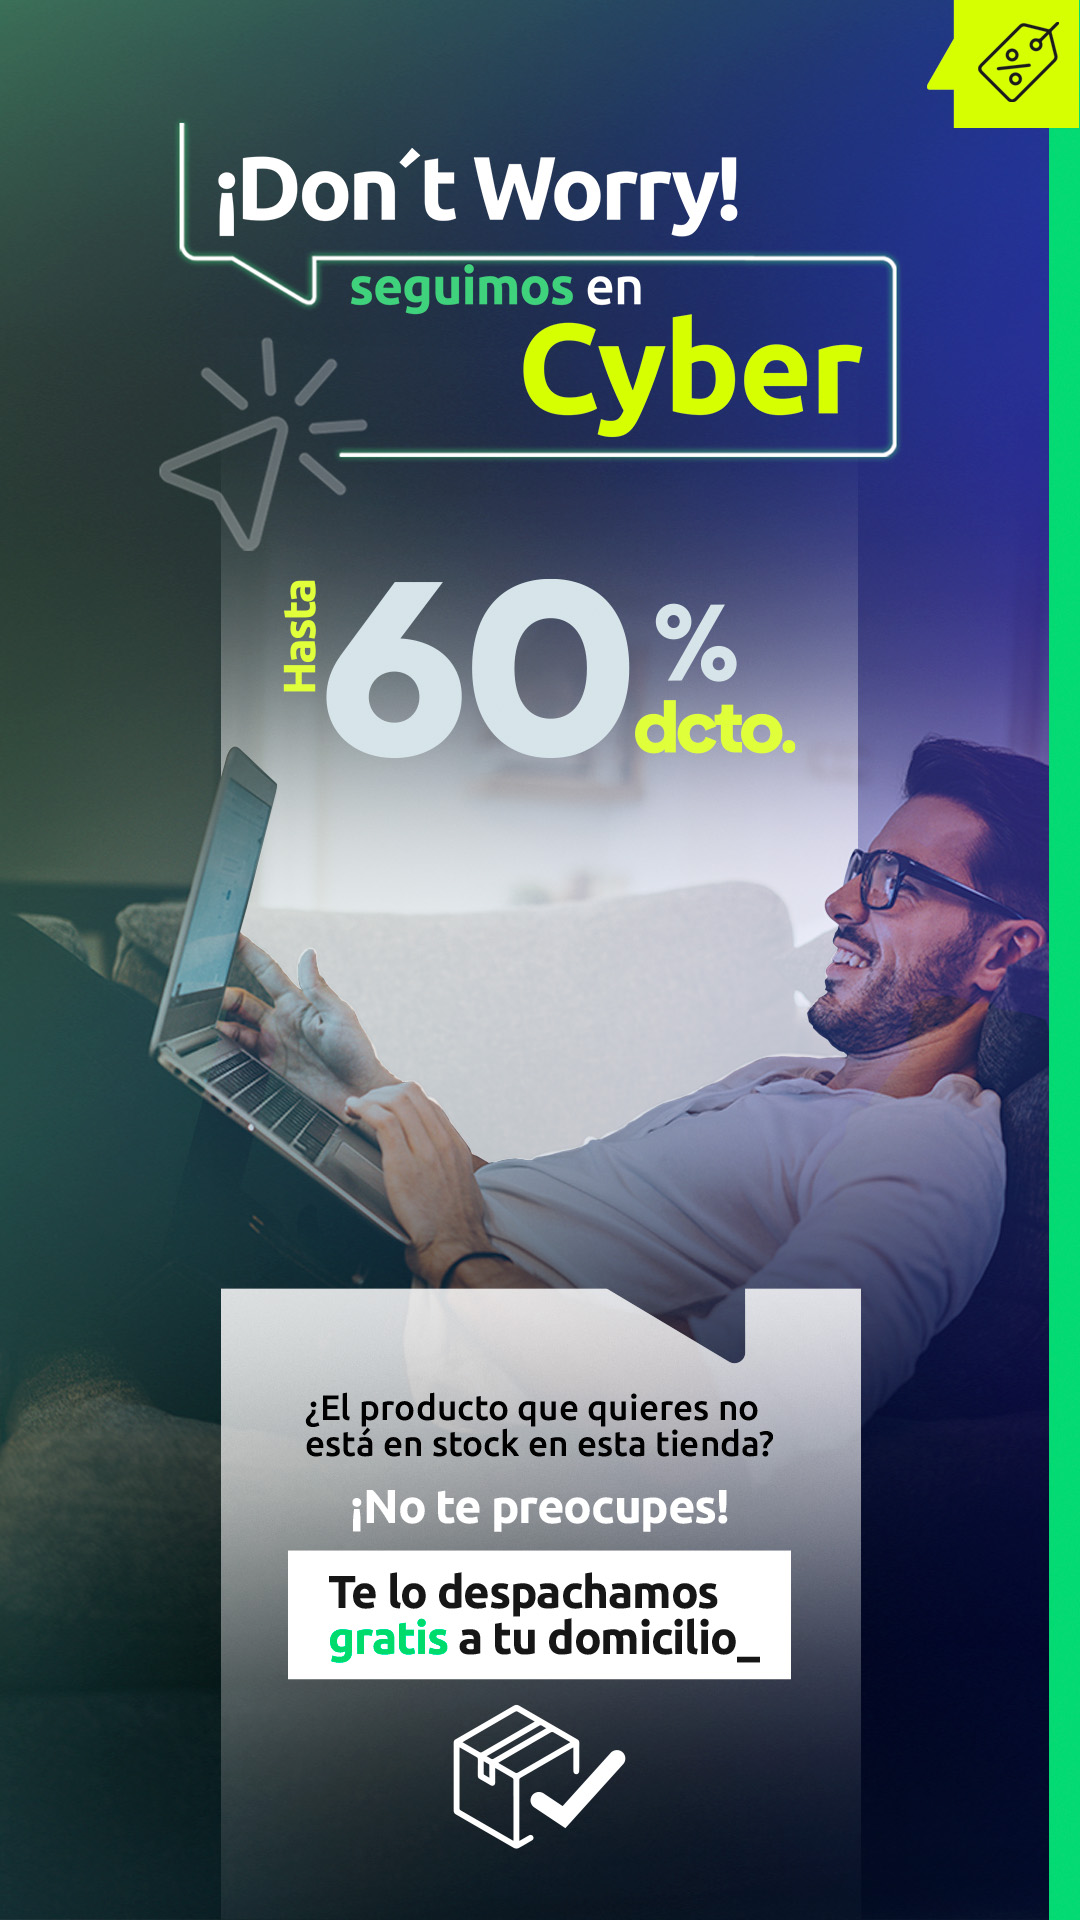 ¡Don´t Worry!
seguimos en
Cyber
Hasta
60%
dcto.
¿El producto que quieres no
está en stock en esta tienda?
¡No te preocupes!
Te lo despachamos
gratis a tu domicilio_